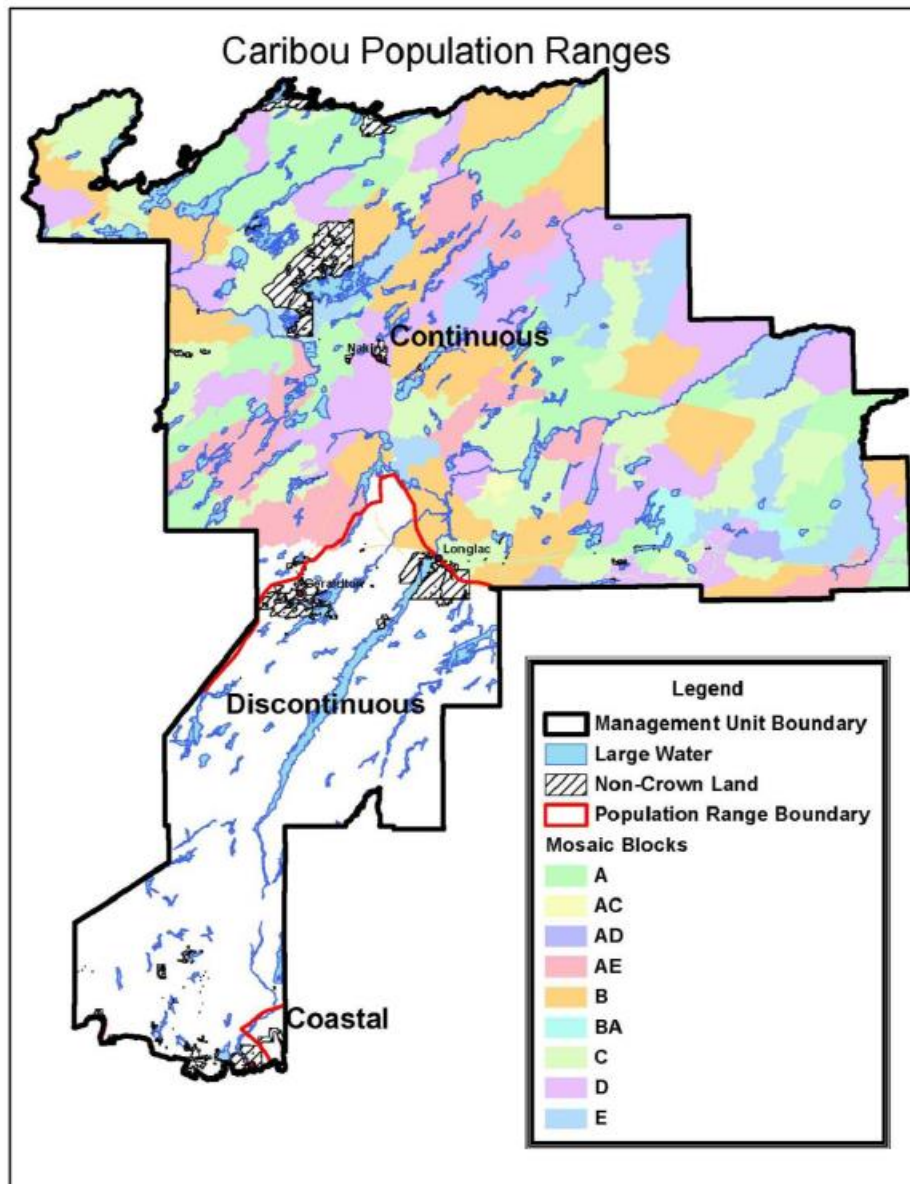 Caribou Population Ranges
Continuous
Nakina
Longlac
Geraldton
Discontinuous
Coastal
Legend
Management Unit Boundary
Large Water
Non-Crown Land
Population Range Boundary
Mosaic Blocks
A
AC
AD
AE
B
BA
C
D
E